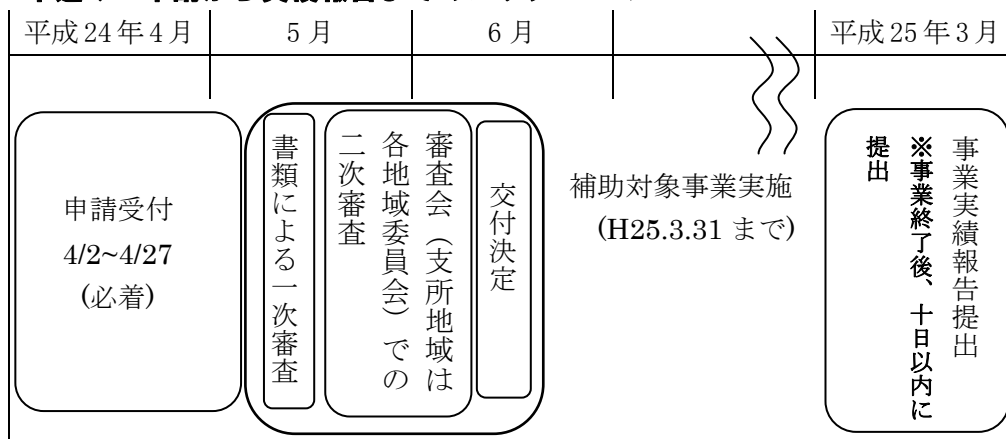 平成24年4月
5月
6月
平成25年3月
申請受付
4/2~4/27
(必着)
書類による一次審査
審査会（支所地域は
各地域委員会）での
二次審査
交付決定
補助対象事業実施
(H25.3.31 まで)
事業実績報告提出
※事業終了後、十日以内に
提出